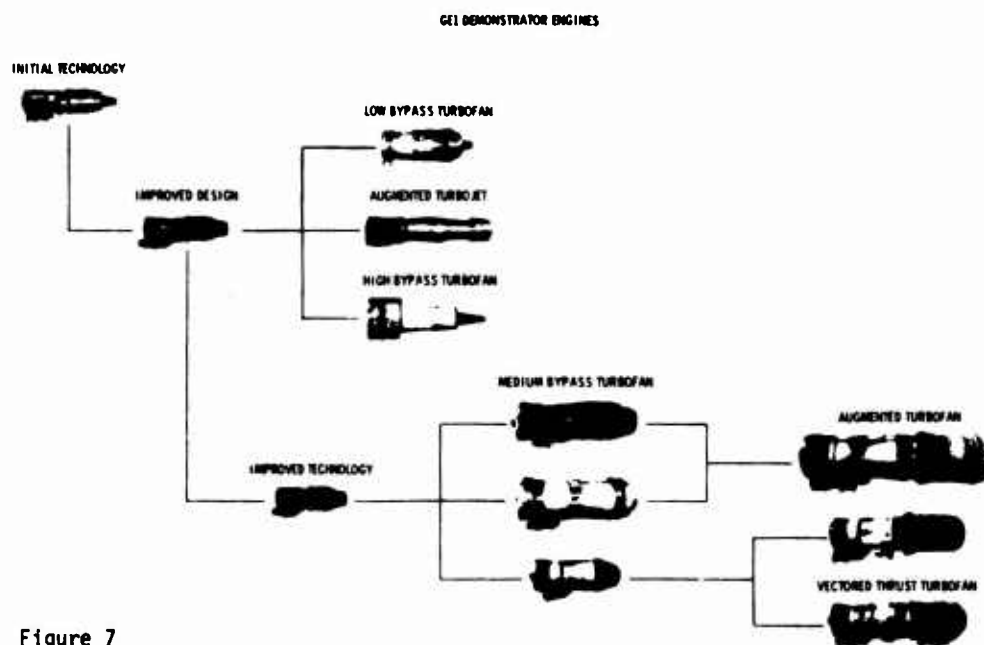 GE1 DEMONSTRATOR ENGINES
INITIAL TECHNOLOGY
LOW BYPASS TURBOFAN
IMPROVED DESIGN
AUGMENTED TURBOJET
HIGH BYPASS TURBOFAN
MEDIUM BYPASS TURBOFAN
AUGMENTED TURBOFAN
IMPROVED TECHNOLOGY
VECTORED THRUST TURBOFAN
Figure 7